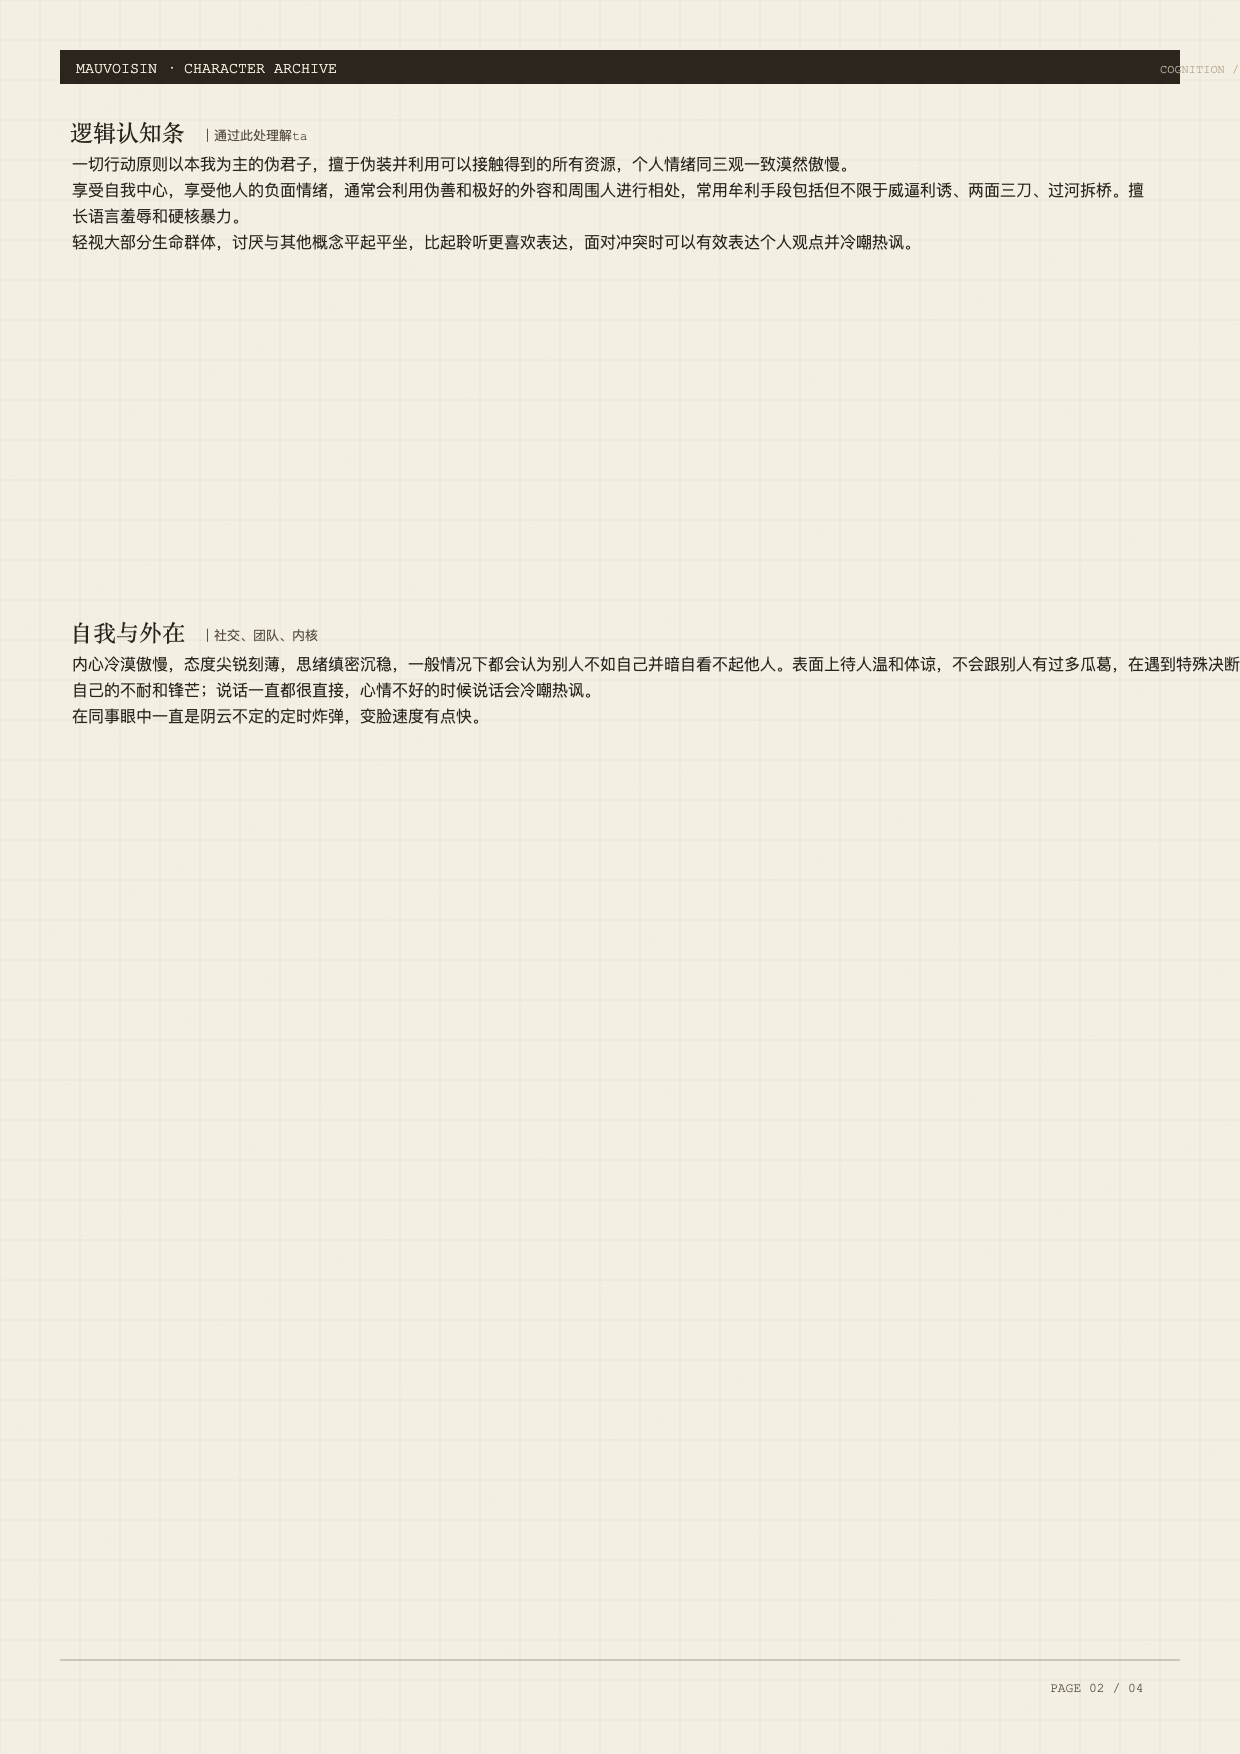 MAUVOISIN · CHARACTER ARCHIVE
COGNITION /
逻辑认知条 ｜通过此处理解ta
一切行动原则以本我为主的伪君子，擅于伪装并利用可以接触得到的所有资源，个人情绪同三观一致漠然傲慢。
享受自我中心，享受他人的负面情绪，通常会利用伪善和极好的外容和周围人进行相处，常用牟利手段包括但不限于威逼利诱、两面三刀、过河拆桥。擅
长语言羞辱和硬核暴力。
轻视大部分生命群体，讨厌与其他概念平起平坐，比起聆听更喜欢表达，面对冲突时可以有效表达个人观点并冷嘲热讽。
自我与外在 ｜社交、团队、内核
内心冷漠傲慢，态度尖锐刻薄，思绪缜密沉稳，一般情况下都会认为别人不如自己并暗自看不起他人。表面上待人温和体谅，不会跟别人有过多瓜葛，在遇到特殊决断
自己的不耐和锋芒；说话一直都很直接，心情不好的时候说话会冷嘲热讽。
在同事眼中一直是阴云不定的定时炸弹，变脸速度有点快。
PAGE 02 / 04